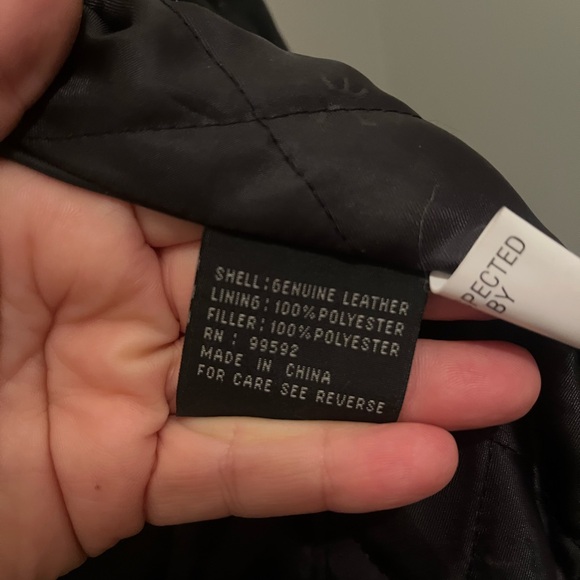 SHELL:GENUINE LEATHER
LINING:100%POLYESTER
FILLER:100%POLYESTER
RN: 99592
MADE IN CHINA
FOR CARE SEE REVERSE
PECTED
BY